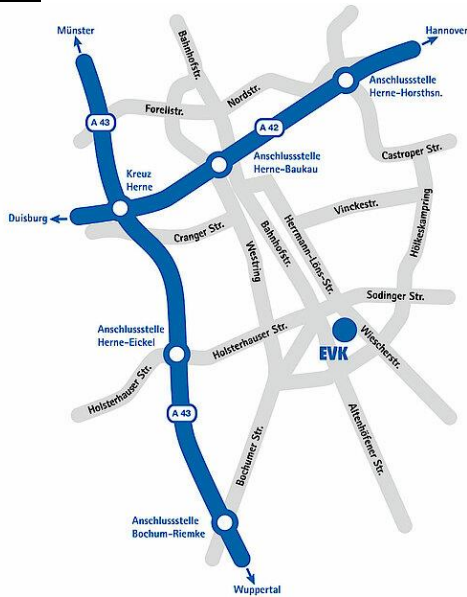 Münster
Hannover
Bahnhofstr.
Anschlussstelle
Herne-Horsthsn.
Nordstr.
Forellstr.
A 43
A 42
Castroper Str.
Anschlussstelle
Herne-Baukau
Kreuz
Herne
Duisburg
Cranger Str.
Vinckestr.
Hölkeskampring
Herrmann-Löns-Str.
Bahnhofstr.
Westring
Sodinger Str.
Anschlussstelle
Herne-Eickel
Holsterhauser Str.
EVK
Wiescherstr.
Holsterhauser Str.
A 43
Altenhöfener Str.
Bochumer Str.
Anschlussstelle
Bochum-Riemke
Wuppertal